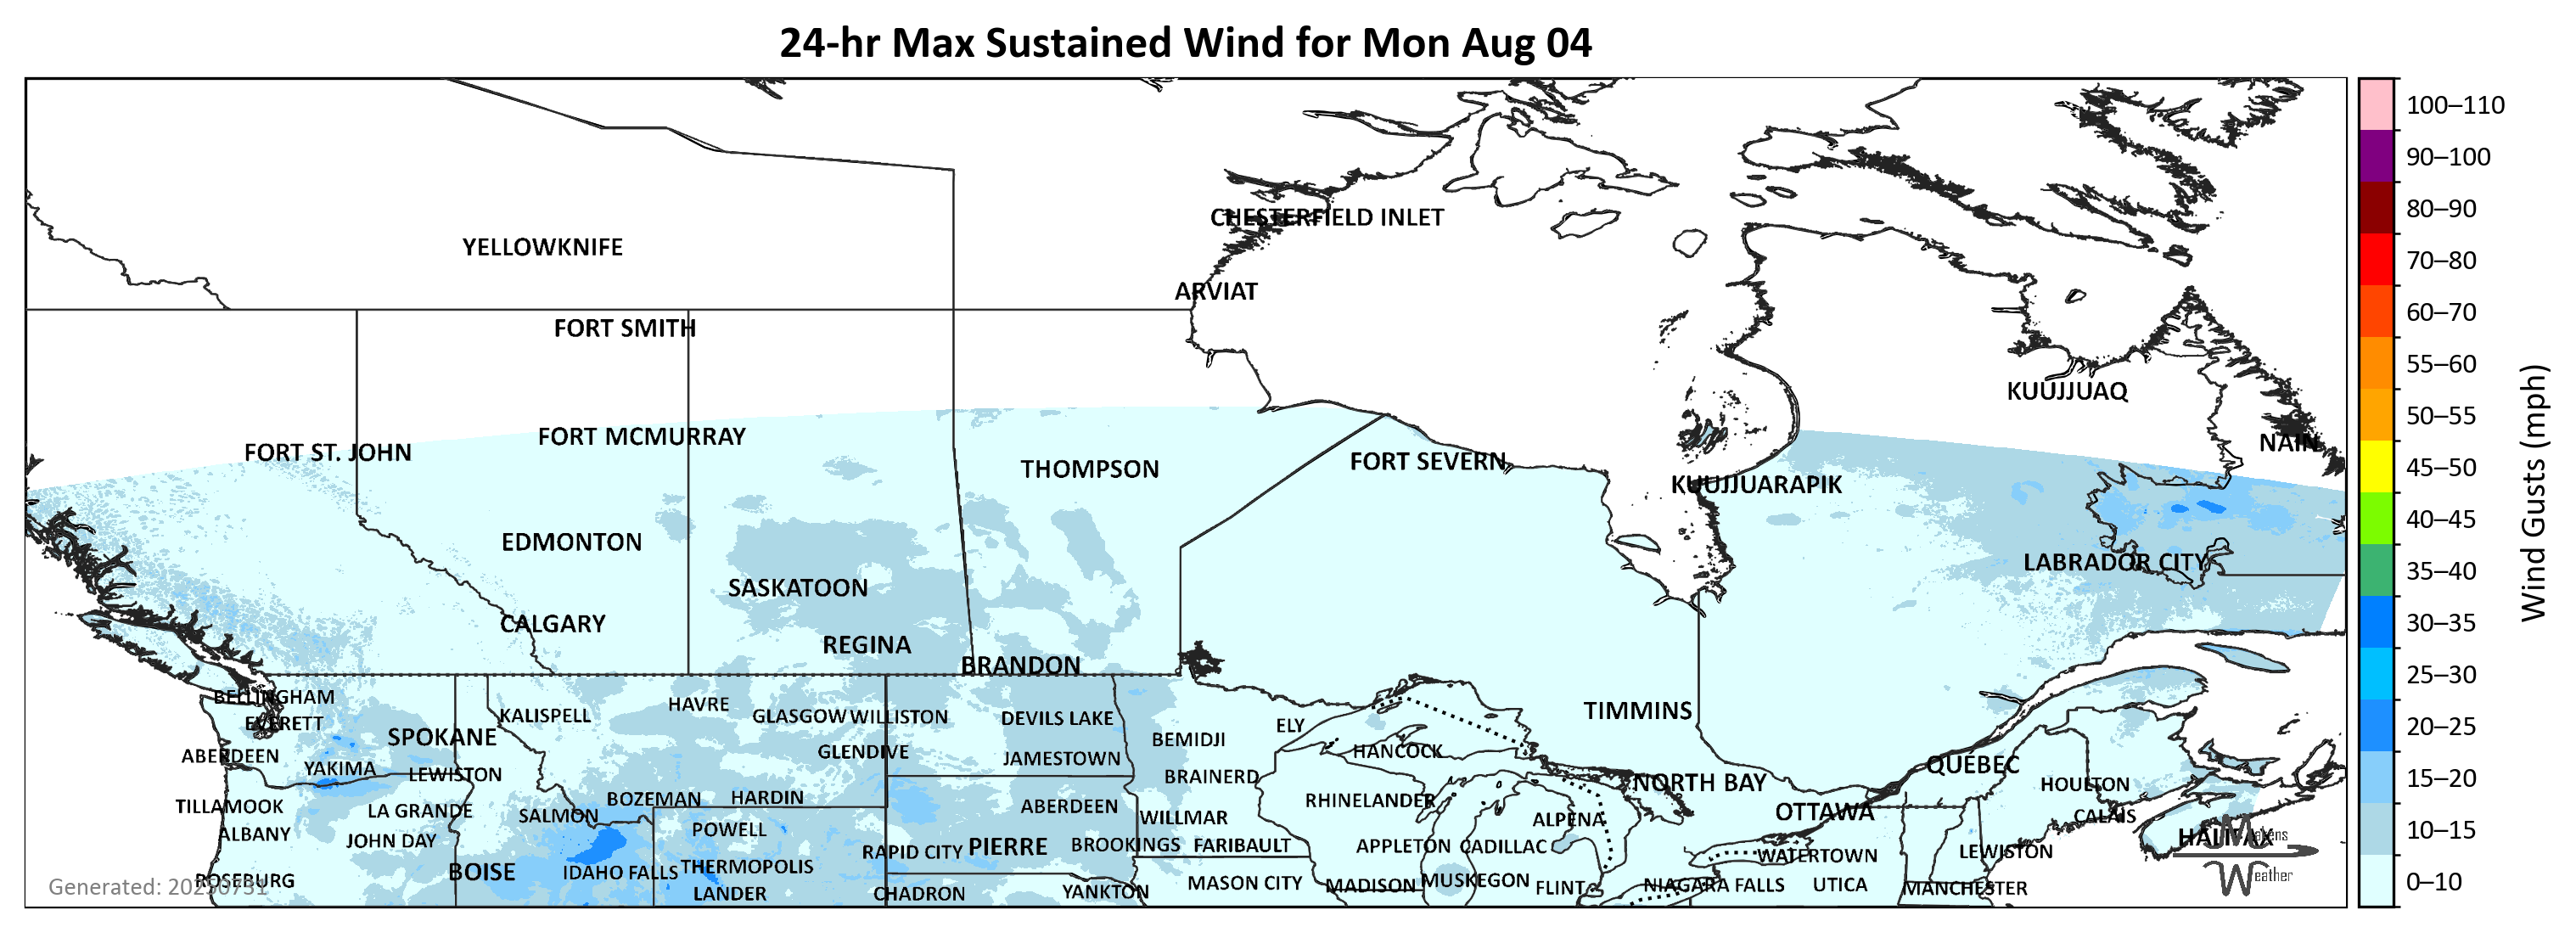 24-hr Max Sustained Wind for Mon Aug 04
CHESTERFIELD INLET
YELLOWKNIFE
ARVIAT
FORT SMITH
KUUJJUAQ
FORT MCMURRAY
NAIN
FORT ST. JOHN
FORT SEVERN
THOMPSON
KUUJJUARAPIK
EDMONTON
LABRADOR CITY
SASKATOON
CALGARY
REGINA
BRANDON
BELLINGHAM
HAVRE
TIMMINS
KALISPELL
GLASGOW
WILLISTON
DEVILS LAKE
EVERETT
ELY
SPOKANE
BEMIDJI
HANCOCK
GLENDIVE
ABERDEEN
JAMESTOWN
QUEBEC
YAKIMA
LEWISTON
BRAINERD
NORTH BAY
HOULTON
BOZEMAN
HARDIN
RHINELANDER
TILLAMOOK
LA GRANDE
ABERDEEN
SALMON
WILLMAR
OTTAWA
CALAIS
ALPENA
POWELL
ALBANY
JOHN DAY
HALIFAX
Makens
Weather
RAPID CITY
PIERRE
BROOKINGS
FARIBAULT
APPLETON
CADILLAC
WATERTOWN
LEWISTON
BOISE
IDAHO FALLS
THERMOPOLIS
ROSEBURG
MUSKEGON
MASON CITY
MADISON
FLINT
NIAGARA FALLS
UTICA
MANCHESTER
LANDER
CHADRON
YANKTON
Generated: 20250731
100–110
90–100
80–90
70–80
60–70
55–60
50–55
45–50
40–45
35–40
30–35
25–30
20–25
15–20
10–15
0–10
Wind Gusts (mph)